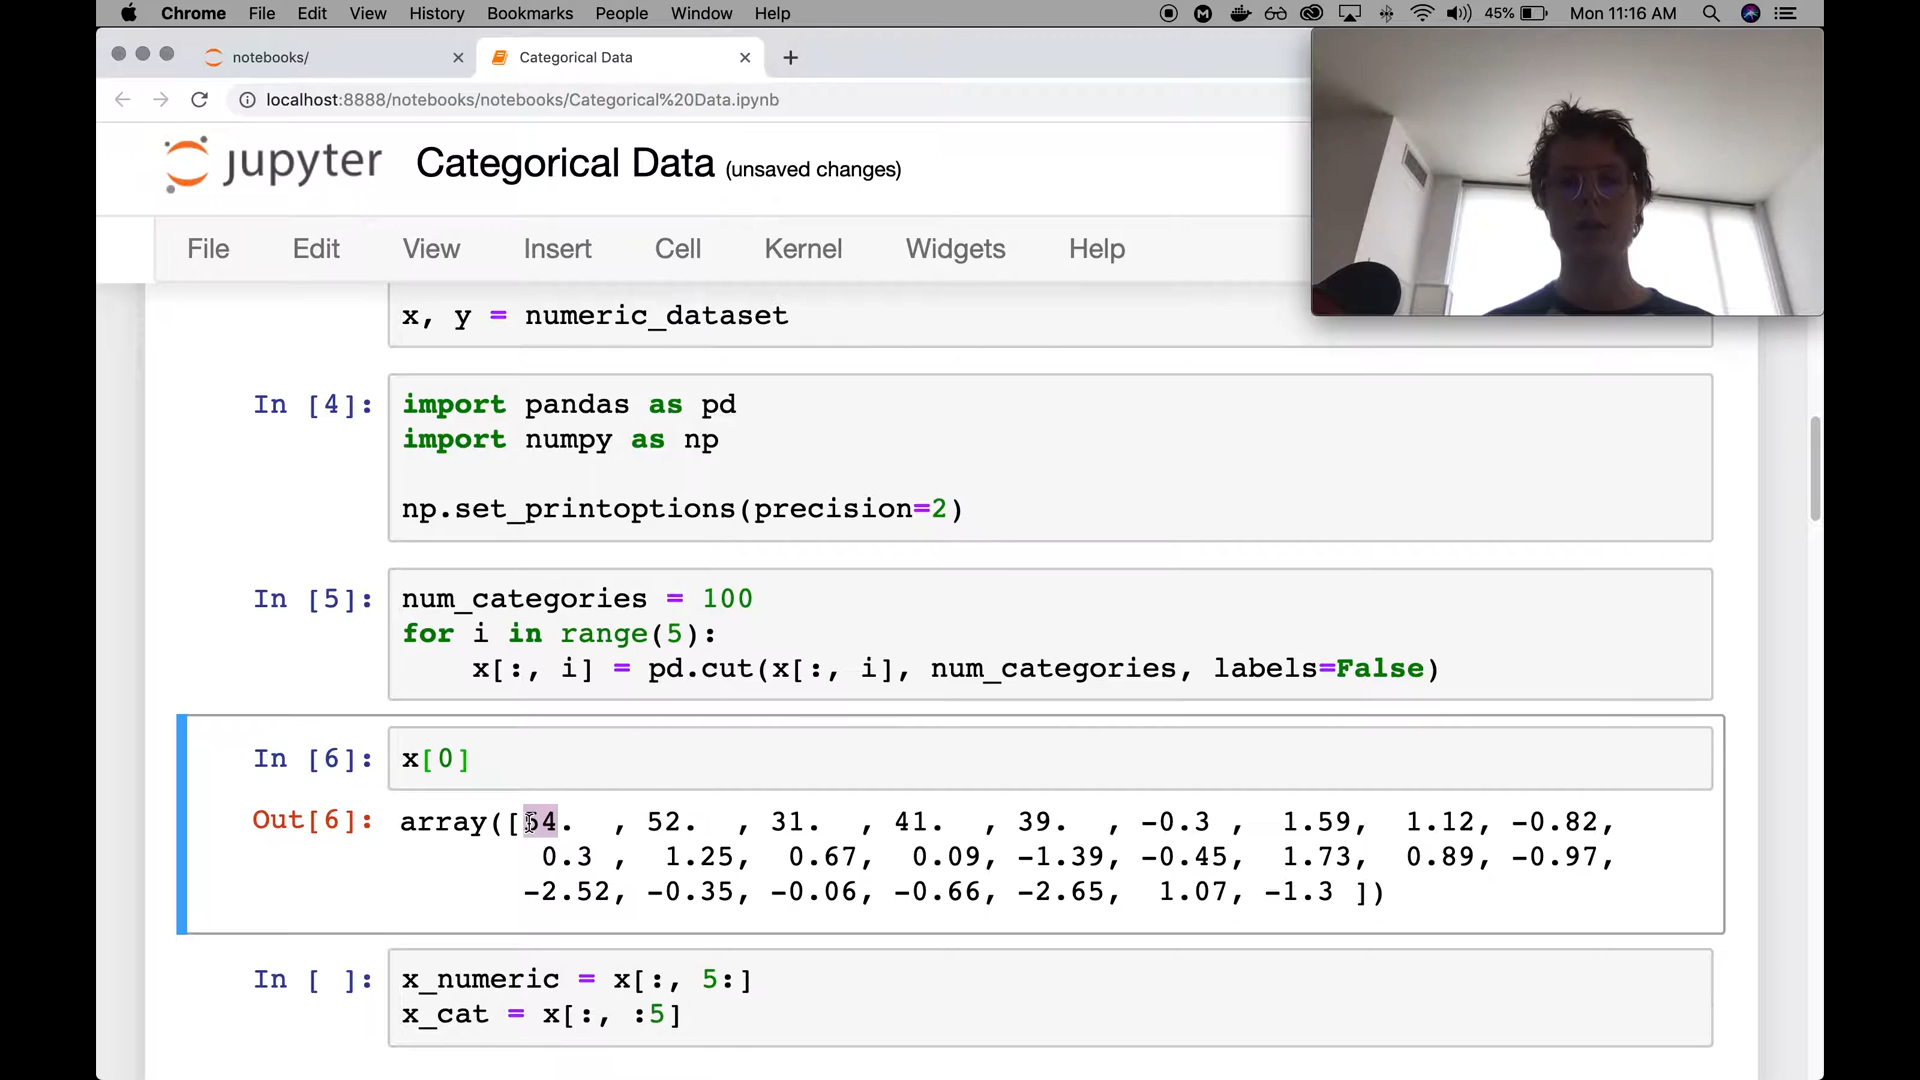 Chrome File Edit View History Bookmarks People Window Help 45% Mon 11:16 AM
notebooks/ Categorical Data
localhost:8888/notebooks/notebooks/Categorical%20Data.ipynb
jupyter Categorical Data (unsaved changes)
File Edit View Insert Cell Kernel Widgets Help
x, y = numeric_dataset
In [4]: import pandas as pd
import numpy as np
np.set_printoptions(precision=2)
In [5]: num_categories = 100
for i in range(5):
x[:, i] = pd.cut(x[:, i], num_categories, labels=False)
In [6]: x[0]
Out[6]: array([54. , 52. , 31. , 41. , 39. , -0.3 , 1.59, 1.12, -0.82,
0.3 , 1.25, 0.67, 0.09, -1.39, -0.45, 1.73, 0.89, -0.97,
-2.52, -0.35, -0.06, -0.66, -2.65, 1.07, -1.3 ])
In [ ]: x_numeric = x[:, 5:]
x_cat = x[:, :5]